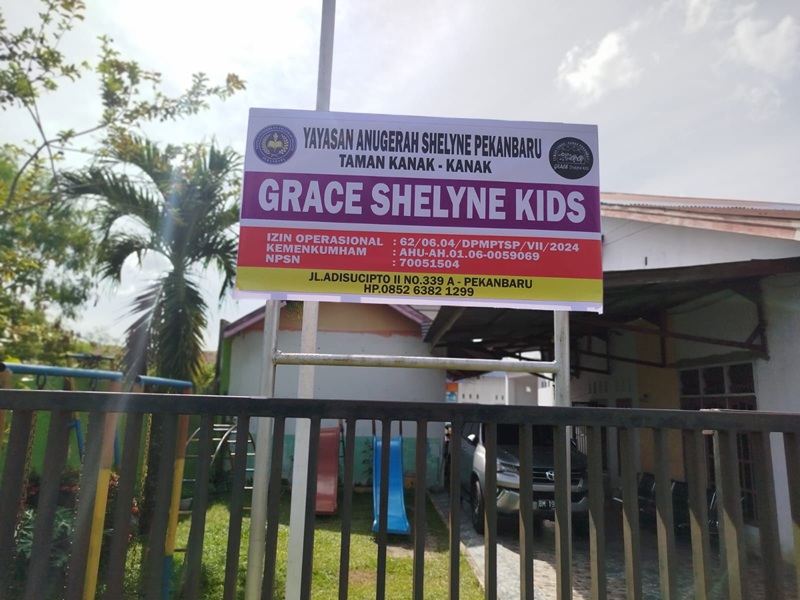 YAYASAN ANUGERAH SHELYNE PEKANBARU
TAMAN KANAK - KANAK
GRACE SHELYNE KIDS
IZIN OPERASIONAL : 62/06.04/DPMPTSP/VII/2024
KEMENKUMHAM : AHU-AH.01.06-0059069
NPSN : 70051504
JL.ADISUCIPTO II NO.339 A - PEKANBARU
HP.0852 6382 1299